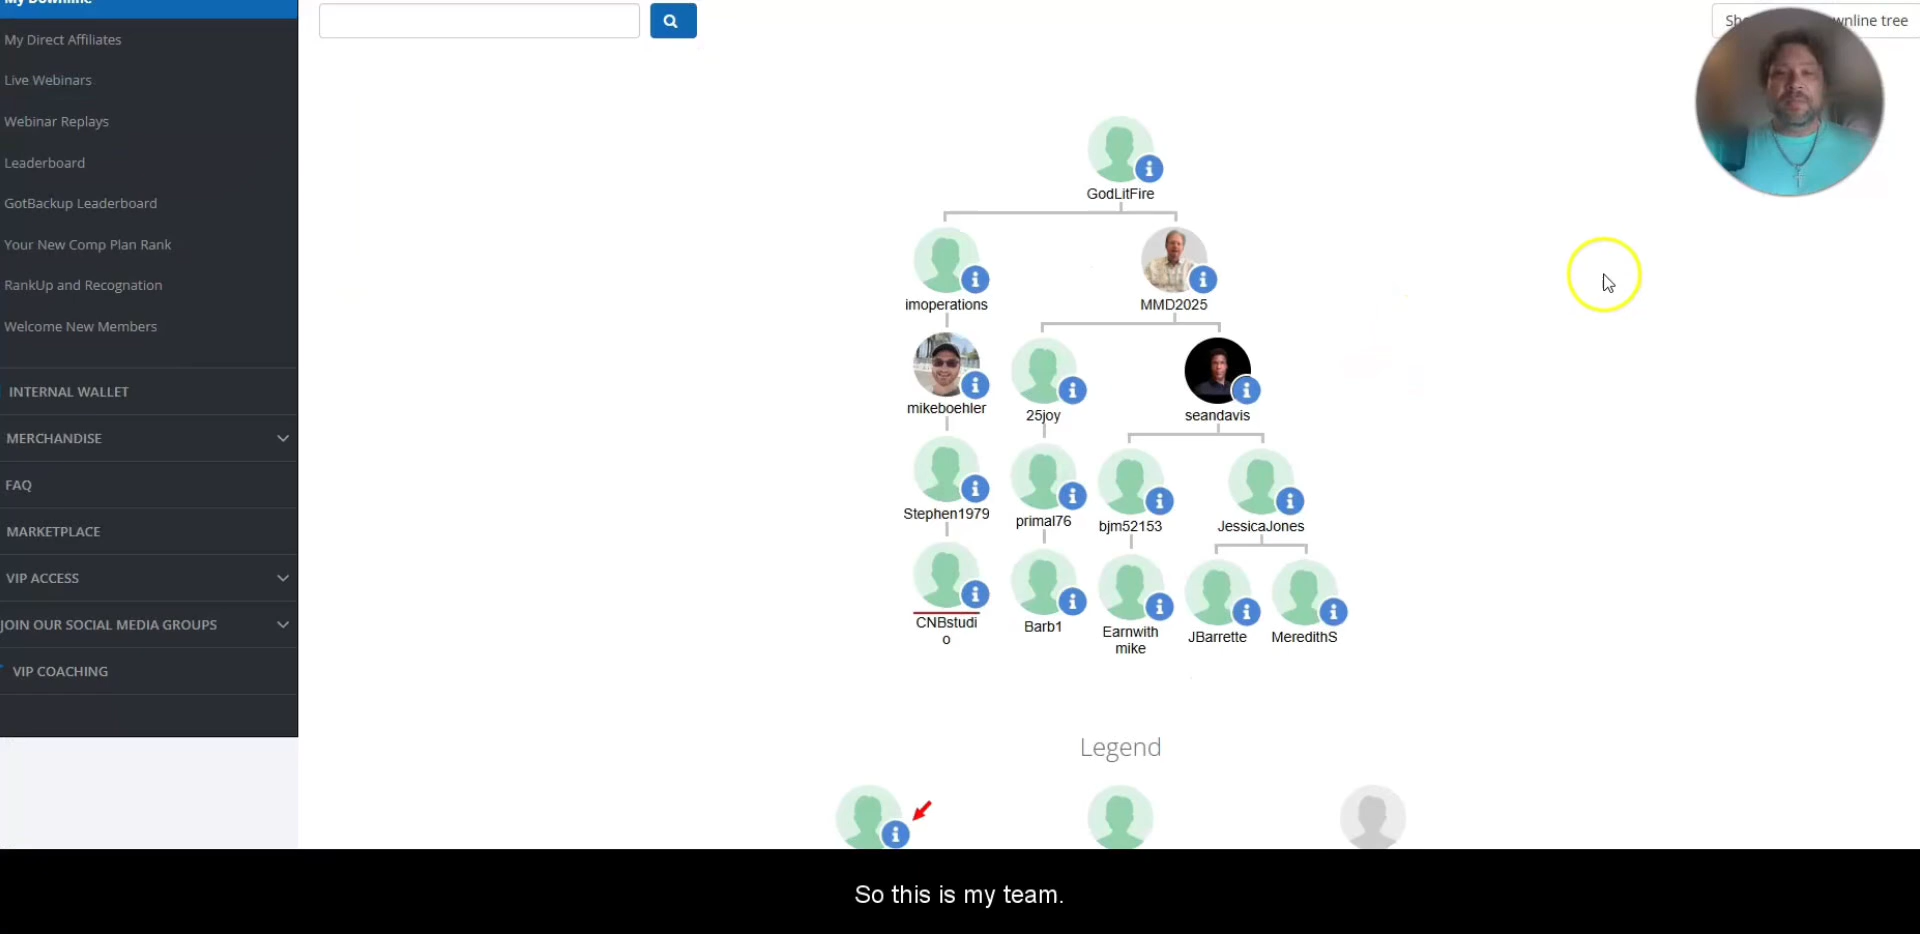 My Downline
My Direct Affiliates
Live Webinars
Webinar Replays
Leaderboard
GotBackup Leaderboard
Your New Comp Plan Rank
RankUp and Recognation
Welcome New Members
INTERNAL WALLET
MERCHANDISE
FAQ
MARKETPLACE
VIP ACCESS
JOIN OUR SOCIAL MEDIA GROUPS
VIP COACHING
tree
GodLitFire
imoperations
MMD2025
mikeboehler
25joy
seandavis
Stephen1979
primal76
bjm52153
JessicaJones
CNBstudi
o
Barb1
Earnwith
mike
JBarrette
MeredithS
Legend
So this is my team.